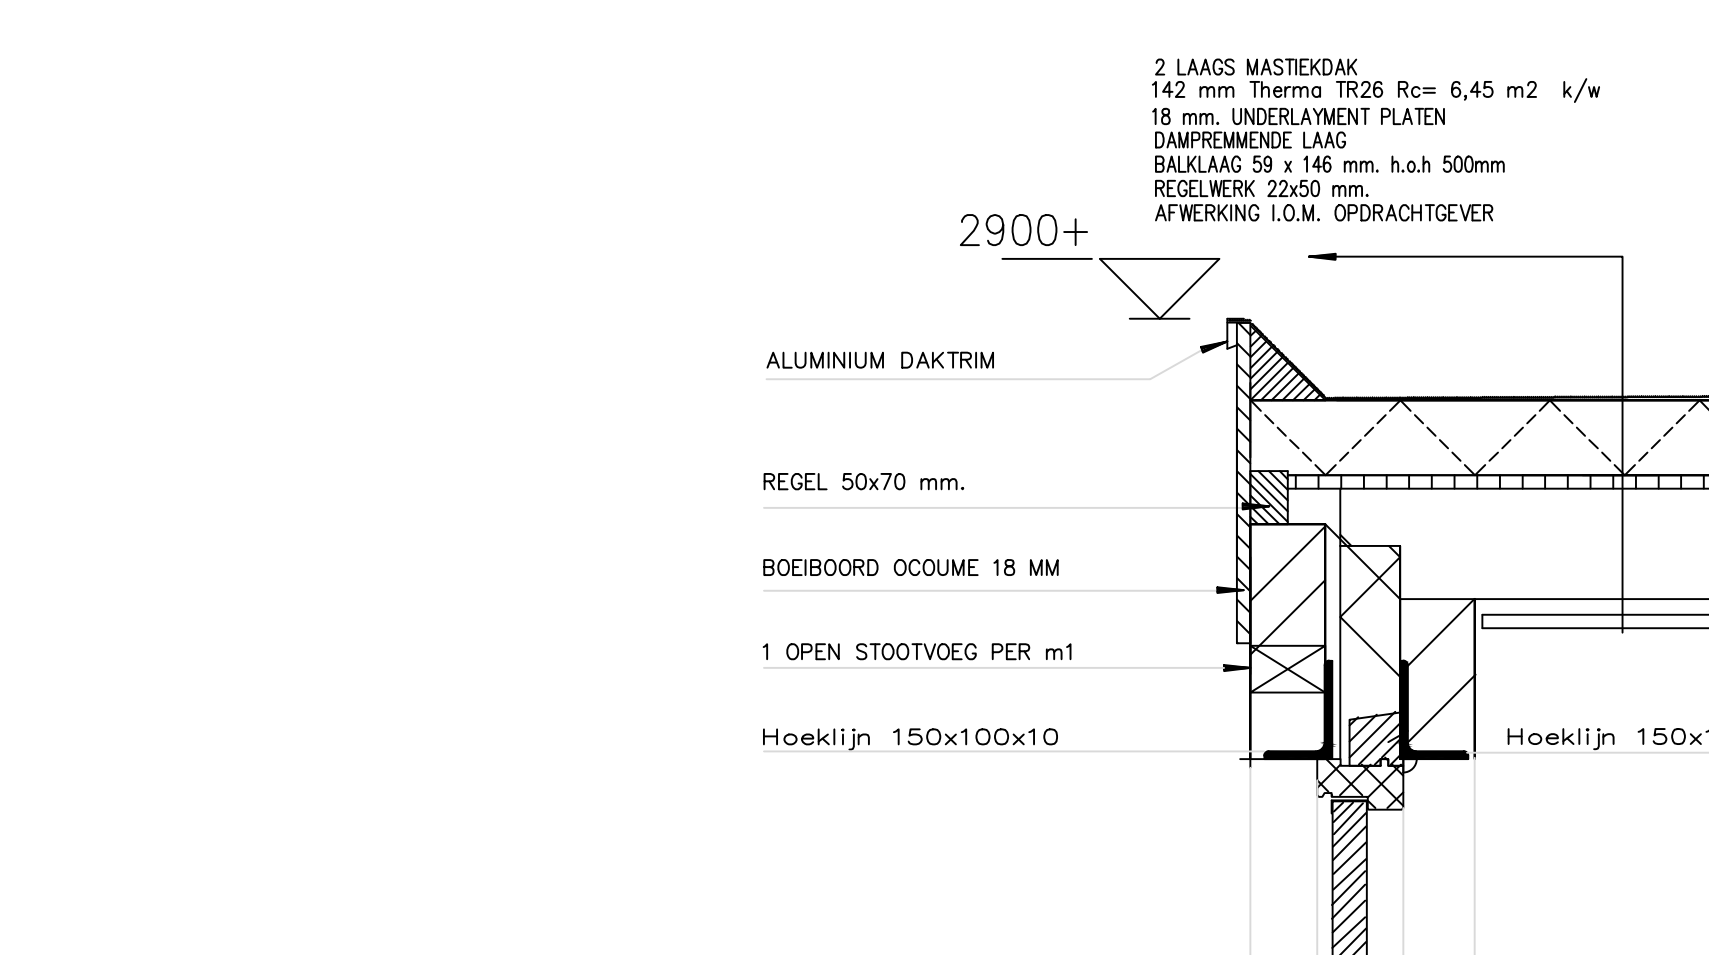 2 LAAGS MASTIEKDAK
142 mm Therma TR26 Rc= 6,45 m2 k/w
18 mm. UNDERLAYMENT PLATEN
DAMPREMMENDE LAAG
BALKLAAG 59 x 146 mm. h.o.h 500mm
REGELWERK 22x50 mm.
AFWERKING I.O.M. OPDRACHTGEVER
2900+
ALUMINIUM DAKTRIM
REGEL 50x70 mm.
BOEIBOORD OCOUME 18 MM
1 OPEN STOOTVOEG PER m1
Hoeklijn 150x100x10
Hoeklijn